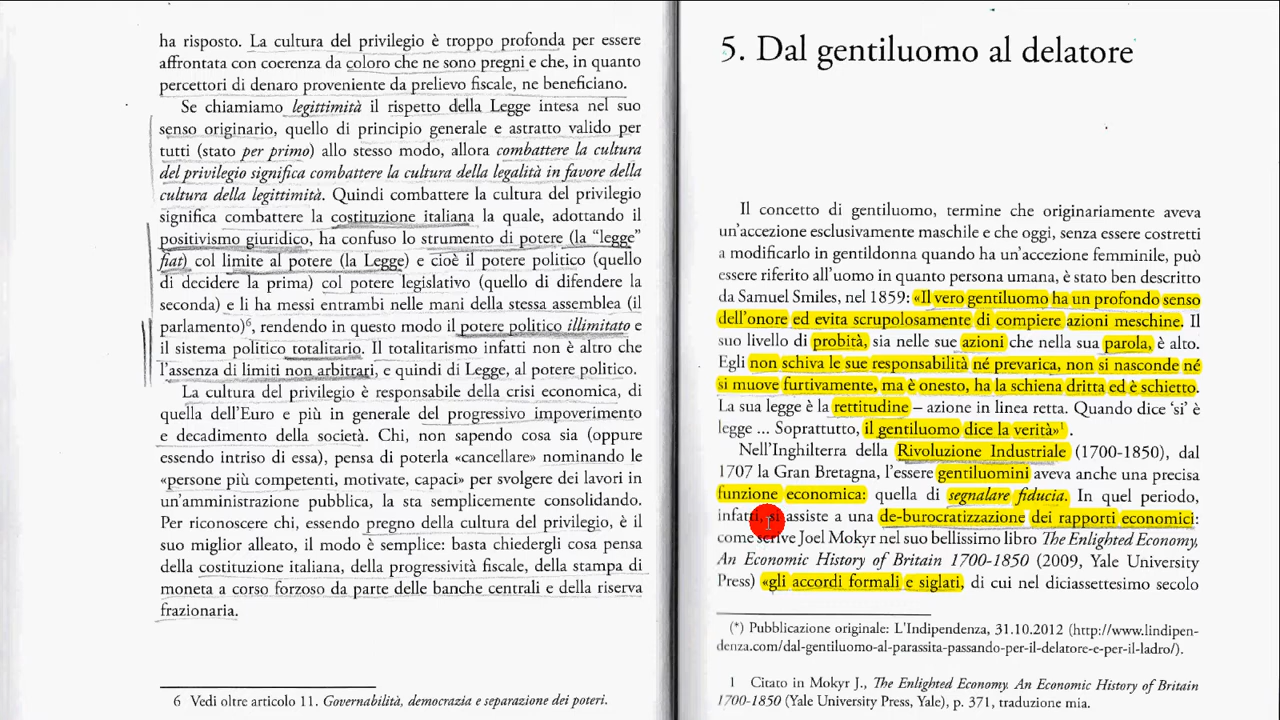 ha risposto. La cultura del privilegio è troppo profonda per essere
affrontata con coerenza da coloro che ne sono pregni e che, in quanto
percettori di denaro proveniente da prelievo fiscale, ne beneficiano.
Se chiamiamo legittimità il rispetto della Legge intesa nel suo
senso originario, quello di principio generale e astratto valido per
tutti (stato per primo) allo stesso modo, allora combattere la cultura
del privilegio significa combattere la cultura della legalità in favore della
cultura della legittimità. Quindi combattere la cultura del privilegio
significa combattere la costituzione italiana la quale, adottando il
positivismo giuridico, ha confuso lo strumento di potere (la “legge”
fiat) col limite al potere (la Legge) e cioè il potere politico (quello
di decidere la prima) col potere legislativo (quello di difendere la
seconda) e li ha messi entrambi nelle mani della stessa assemblea (il
parlamento)6, rendendo in questo modo il potere politico illimitato e
il sistema politico totalitario. Il totalitarismo infatti non è altro che
l’assenza di limiti non arbitrari, e quindi di Legge, al potere politico.
La cultura del privilegio è responsabile della crisi economica, di
quella dell’Euro e più in generale del progressivo impoverimento
e decadimento della società. Chi, non sapendo cosa sia (oppure
essendo intriso di essa), pensa di poterla «cancellare» nominando le
«persone più competenti, motivate, capaci» per svolgere dei lavori in
un’amministrazione pubblica, la sta semplicemente consolidando.
Per riconoscere chi, essendo pregno della cultura del privilegio, è il
suo miglior alleato, il modo è semplice: basta chiedergli cosa pensa
della costituzione italiana, della progressività fiscale, della stampa di
moneta a corso forzoso da parte delle banche centrali e della riserva
frazionaria.
6 Vedi oltre articolo 11. Governabilità, democrazia e separazione dei poteri.
5. Dal gentiluomo al delatore
Il concetto di gentiluomo, termine che originariamente aveva
un’accezione esclusivamente maschile e che oggi, senza essere costretti
a modificarlo in gentildonna quando ha un’accezione femminile, può
essere riferito all’uomo in quanto persona umana, è stato ben descritto
da Samuel Smiles, nel 1859: «Il vero gentiluomo ha un profondo senso
dell’onore ed evita scrupolosamente di compiere azioni meschine. Il
suo livello di probità, sia nelle sue azioni che nella sua parola, è alto.
Egli non schiva le sue responsabilità né prevarica, non si nasconde né
si muove furtivamente, ma è onesto, ha la schiena dritta ed è schietto.
La sua legge è la rettitudine – azione in linea retta. Quando dice ‘sì’ è
legge ... Soprattutto, il gentiluomo dice la verità»1.
Nell’Inghilterra della Rivoluzione Industriale (1700-1850), dal
1707 la Gran Bretagna, l’essere gentiluomini aveva anche una precisa
funzione economica: quella di segnalare fiducia. In quel periodo,
infatti, si assiste a una de-burocratizzazione dei rapporti economici:
come scrive Joel Mokyr nel suo bellissimo libro The Enlighted Economy,
An Economic History of Britain 1700-1850 (2009, Yale University
Press) «gli accordi formali e siglati, di cui nel diciassettesimo secolo
(*) Pubblicazione originale: L'Indipendenza, 31.10.2012 (http://www.lindipen-
denza.com/dal-gentiluomo-al-parassita-passando-per-il-delatore-e-per-il-ladro/).
1 Citato in Mokyr J., The Enlighted Economy. An Economic History of Britain
1700-1850 (Yale University Press, Yale), p. 371, traduzione mia.